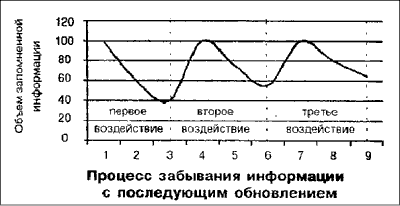 Объем запомненной
информации
120
100
80
60
40
20
0
первое второе третье
воздействие воздействие воздействие
1 2 3 4 5 6 7 8 9
Процесс забывания информации
с последующим обновлением